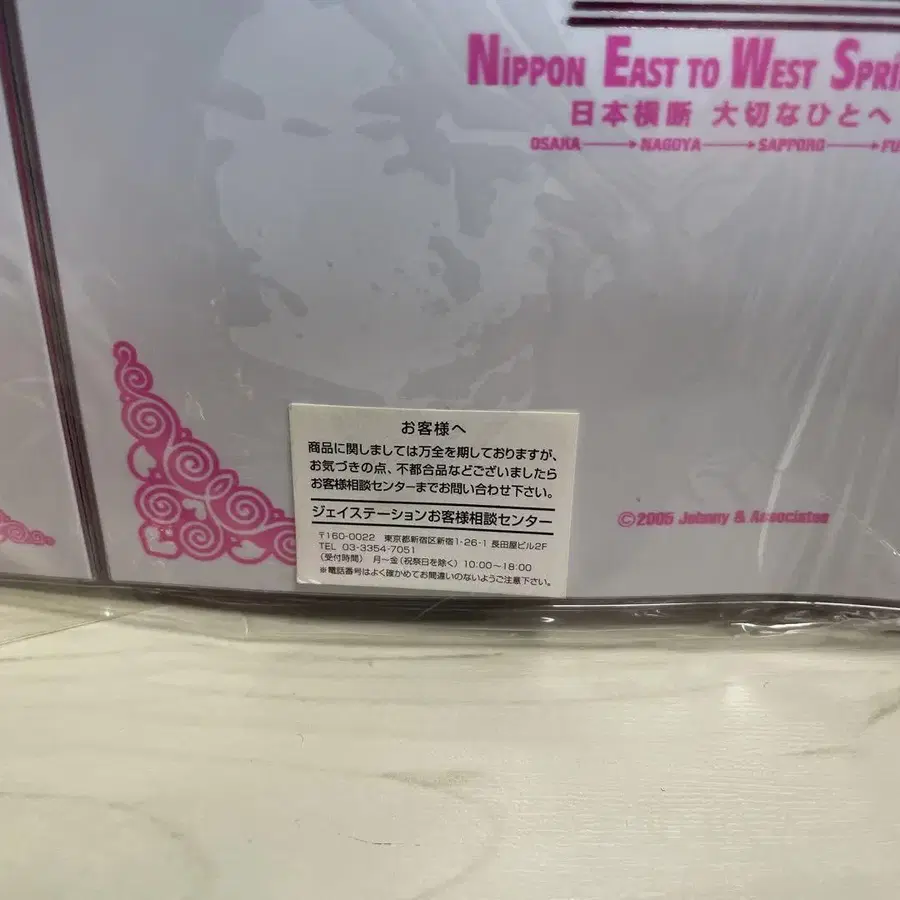 NIPPON EAST TO WEST SPRI
日本横断 大切なひとへ
OSAKA NAGOYA SAPPORO FU
お客様へ
商品に関しましては万全を期しておりますが、
お気づきの点、不都合品などございましたら
お客様相談センターまでお問い合わせ下さい。
ジェイステーションお客様相談センター
〒160-0022 東京都新宿区新宿1-26-1 長田屋ビル2F
TEL 03-3354-7051
(受付時間) 月~金(祝祭日を除く) 10:00~18:00
※電話番号はよく確かめてお間違いのないようご注意下さい。
©2005 Johnny & Associates